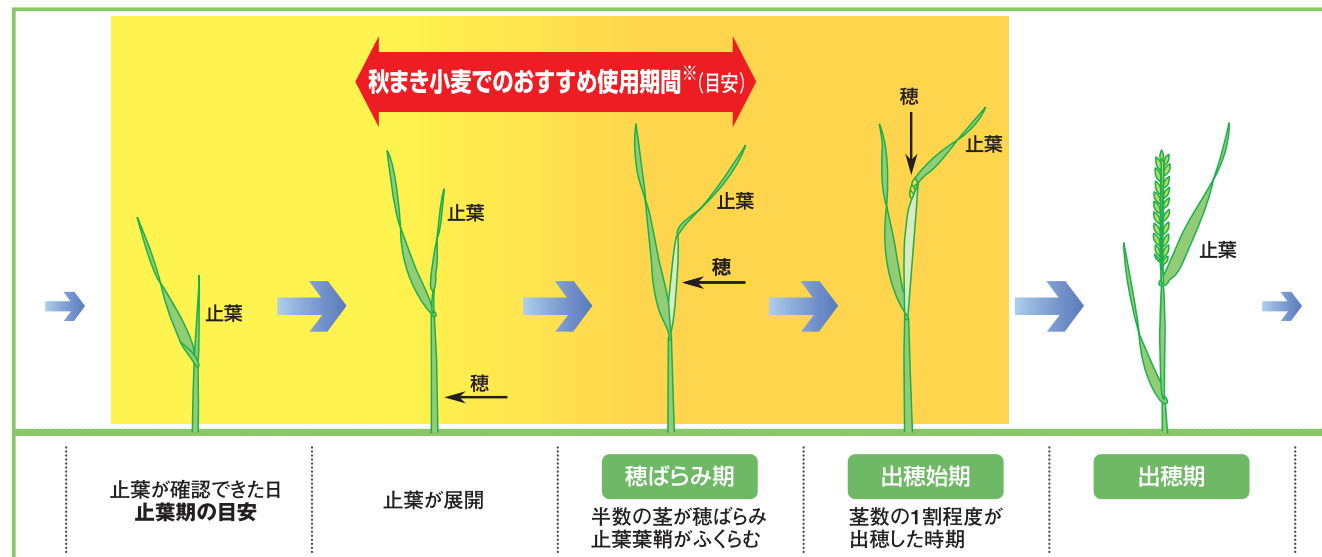 秋まき小麦でのおすすめ使用期間※(目安)
止葉
止葉
穂
止葉
穂
穂
止葉
止葉
止葉が確認できた日
止葉期の目安
止葉が展開
穂ばらみ期
半数の茎が穂ばらみ
止葉葉鞘がふくらむ
出穂始期
茎数の1割程度が
出穂した時期
出穂期